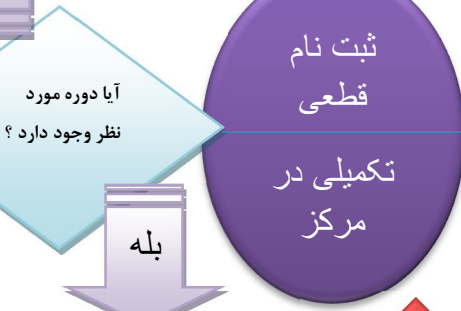 ثبت نام
قطعی
تکمیلی در
مرکز
آیا دوره مورد
نظر وجود دارد ؟
بله